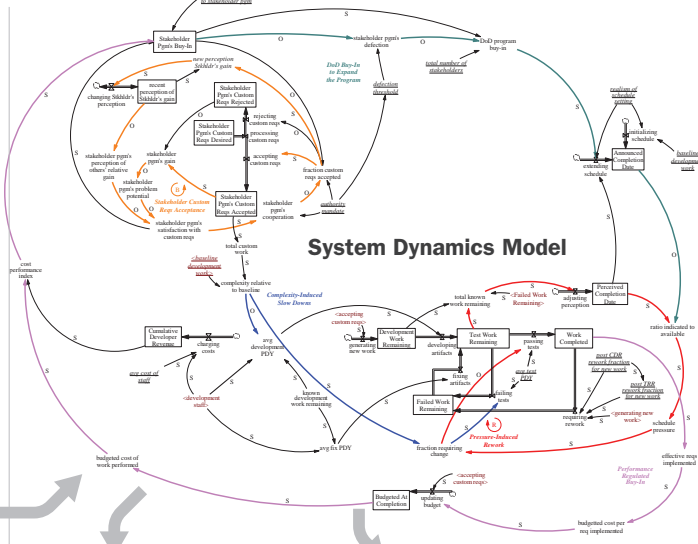 to stakeholder pgm
S
Stakeholder
Pgm's Buy-In
O
stakeholder pgm's
defection
O
DoD program
buy-in
new perception
Stkhldr's gain
DoD Buy-In
to Expand
the Program
total number of
stakeholders
changing Stkhldr's
perception
recent
perception of
Stkhldr's gain
Stakeholder
Pgm's Custom
Reqs Rejected
defection
threshold
realism of
schedule
setting
rejecting
custom reqs
Stakeholder
Pgm's Custom
Reqs Desired
processing
custom reqs
initializing
schedule
baseline
development
work
stakeholder pgm's
perception of
others' relative
gain
stakeholder
pgm's gain
accepting
custom reqs
fraction custom
reqs accepted
extending
schedule
Announced
Completion
Date
stakeholder
pgm's problem
potential
R
Stakeholder Custom
Reqs Acceptance
Stakeholder
Pgm's Custom
Reqs Accepted
stakeholder
pgm's
cooperation
authority
mandate
stakeholder pgm's
satisfaction with
custom reqs
total custom
work
System Dynamics Model
cost
performance
index
<baseline
development
work>
complexity relative
to baseline
Complexity-Induced
Slow Downs
total known
work remaining
<Failed Work
Remaining>
adjusting
perception
Perceived
Completion
Date
<accepting
custom reqs>
ratio indicated to
available
Cumulative
Developer
Revenue
charging
costs
avg
development
PDY
generating
new work
Development
Work
Remaining
developing
artifacts
Test Work
Remaining
passing
tests
Work
Completed
avg cost of
staff
fixing
artifacts
avg test
PDY
post CDR
rework fraction
for new work
post TRR
rework fraction
for new work
<development
staff>
known
development
work remaining
Failed Work
Remaining
failing
tests
requiring
rework
<generating new
work>
R
Pressure-Induced
Rework
schedule
pressure
avg fix PDY
fraction requiring
change
budgeted cost of
work performed
effective reqs
implemented
Performance
Regulated
Buy-In
<accepting
custom reqs>
Budgeted At
Completion
updating
budget
budgetted cost per
req implemented